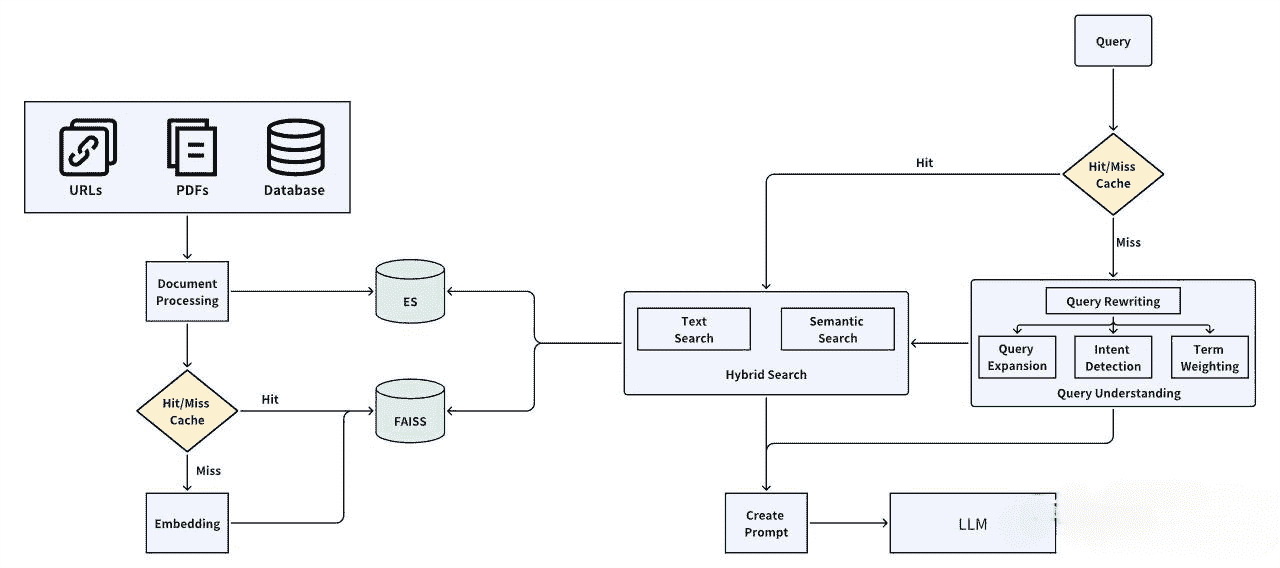 Query
URLs
PDFs
Database
Hit/Miss
Cache
Hit
Miss
Document
Processing
ES
Query Rewriting
Text
Search
Semantic
Search
Query
Expansion
Intent
Detection
Term
Weighting
Hybrid Search
Query Understanding
Hit/Miss
Cache
Hit
FAISS
Miss
Embedding
Create
Prompt
LLM